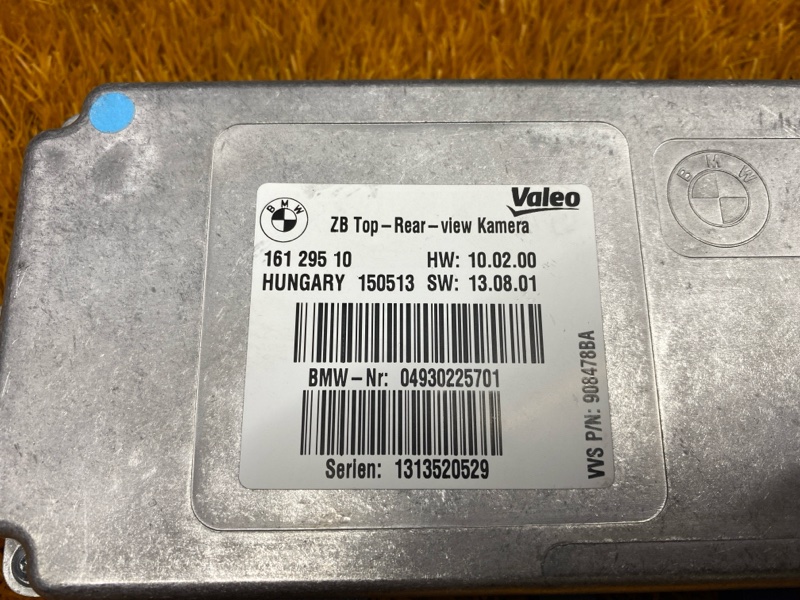 BMW
Valeo
ZB Top-Rear-view Kamera
161 295 10 HW: 10.02.00
HUNGARY 150513 SW: 13.08.01
BMW-Nr: 04930225701
Serien: 1313520529
VVS P/N: 908478BA
BMW